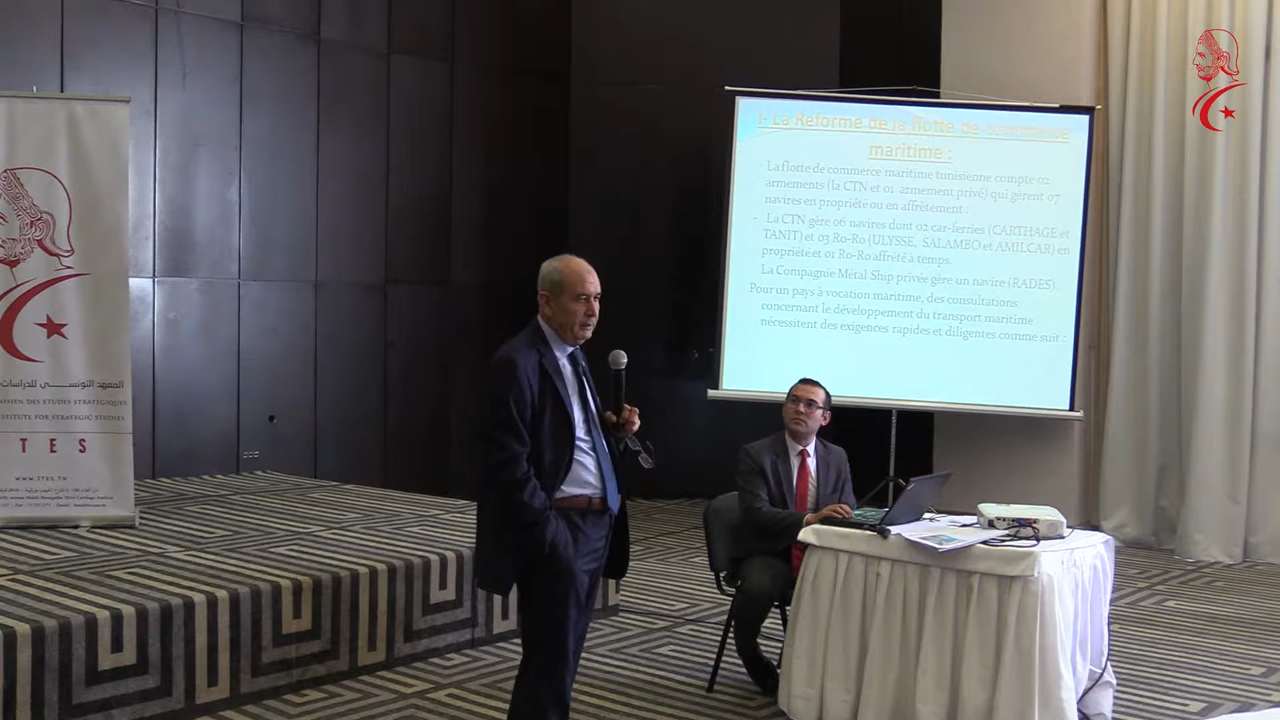 المعهد التونسي للدراسات
ISIEN DES ETUDES STRATÉGIQUES
NSTITUTE FOR STRATEGIC STUDIES
TES
WWW.ITES.TN
I- La Reforme de la flotte de commerce
maritime :
La flotte de commerce maritime tunisienne compte 02
armements (la CTN et 01 armement privé) qui gèrent 07
navires en propriété ou en affrètement :
- La CTN gère 06 navires dont 02 car-ferries (CARTHAGE et
TANIT) et 03 Ro-Ro (ULYSSE, SALAMBO et AMILCAR) en
propriété et 01 Ro-Ro affrété à temps.
La Compagnie Métal Ship privée gère un navire (RADES).
Pour un pays à vocation maritime, des consultations
concernant le développement du transport maritime
nécessitent des exigences rapides et diligentes comme suit :